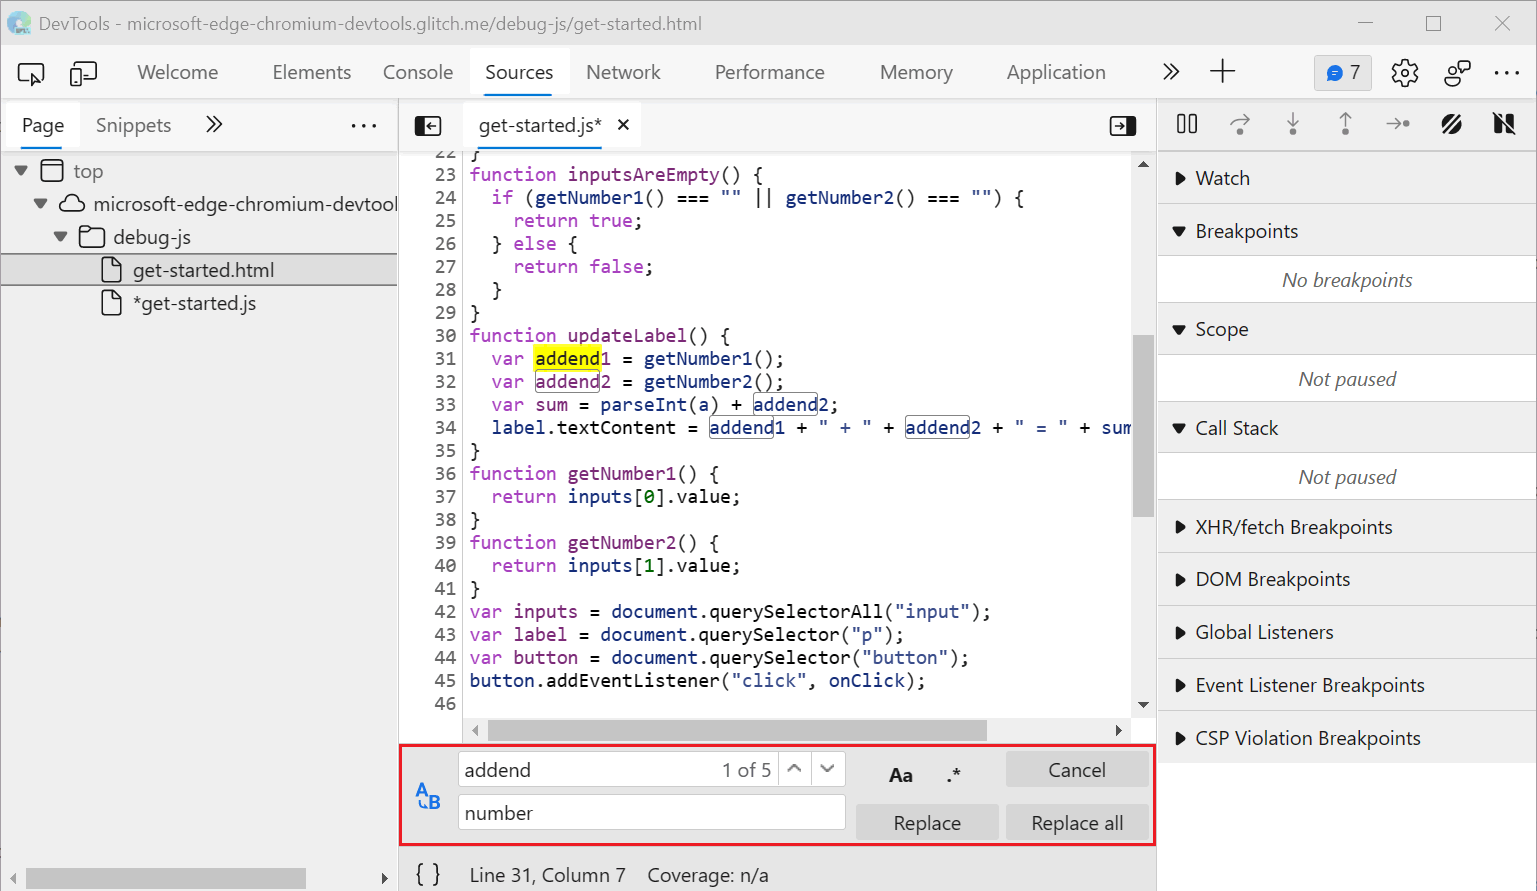 DevTools - microsoft-edge-chromium-devtools.glitch.me/debug-js/get-started.html
Welcome Elements Console Sources Network Performance Memory Application 7
Page Snippets
top
microsoft-edge-chromium-devtool
debug-js
get-started.html
*get-started.js
get-started.js*
22 }
23 function inputsAreEmpty() {
24 if (getNumber1() === "" || getNumber2() === "") {
25 return true;
26 } else {
27 return false;
28 }
29 }
30 function updateLabel() {
31 var addend1 = getNumber1();
32 var addend2 = getNumber2();
33 var sum = parseInt(a) + addend2;
34 label.textContent = addend1 + " + " + addend2 + " = " + sum
35 }
36 function getNumber1() {
37 return inputs[0].value;
38 }
39 function getNumber2() {
40 return inputs[1].value;
41 }
42 var inputs = document.querySelectorAll("input");
43 var label = document.querySelector("p");
44 var button = document.querySelector("button");
45 button.addEventListener("click", onClick);
46
A B
addend 1 of 5 Aa .* Cancel
number Replace Replace all
{ } Line 31, Column 7 Coverage: n/a
Watch
Breakpoints
No breakpoints
Scope
Not paused
Call Stack
Not paused
XHR/fetch Breakpoints
DOM Breakpoints
Global Listeners
Event Listener Breakpoints
CSP Violation Breakpoints